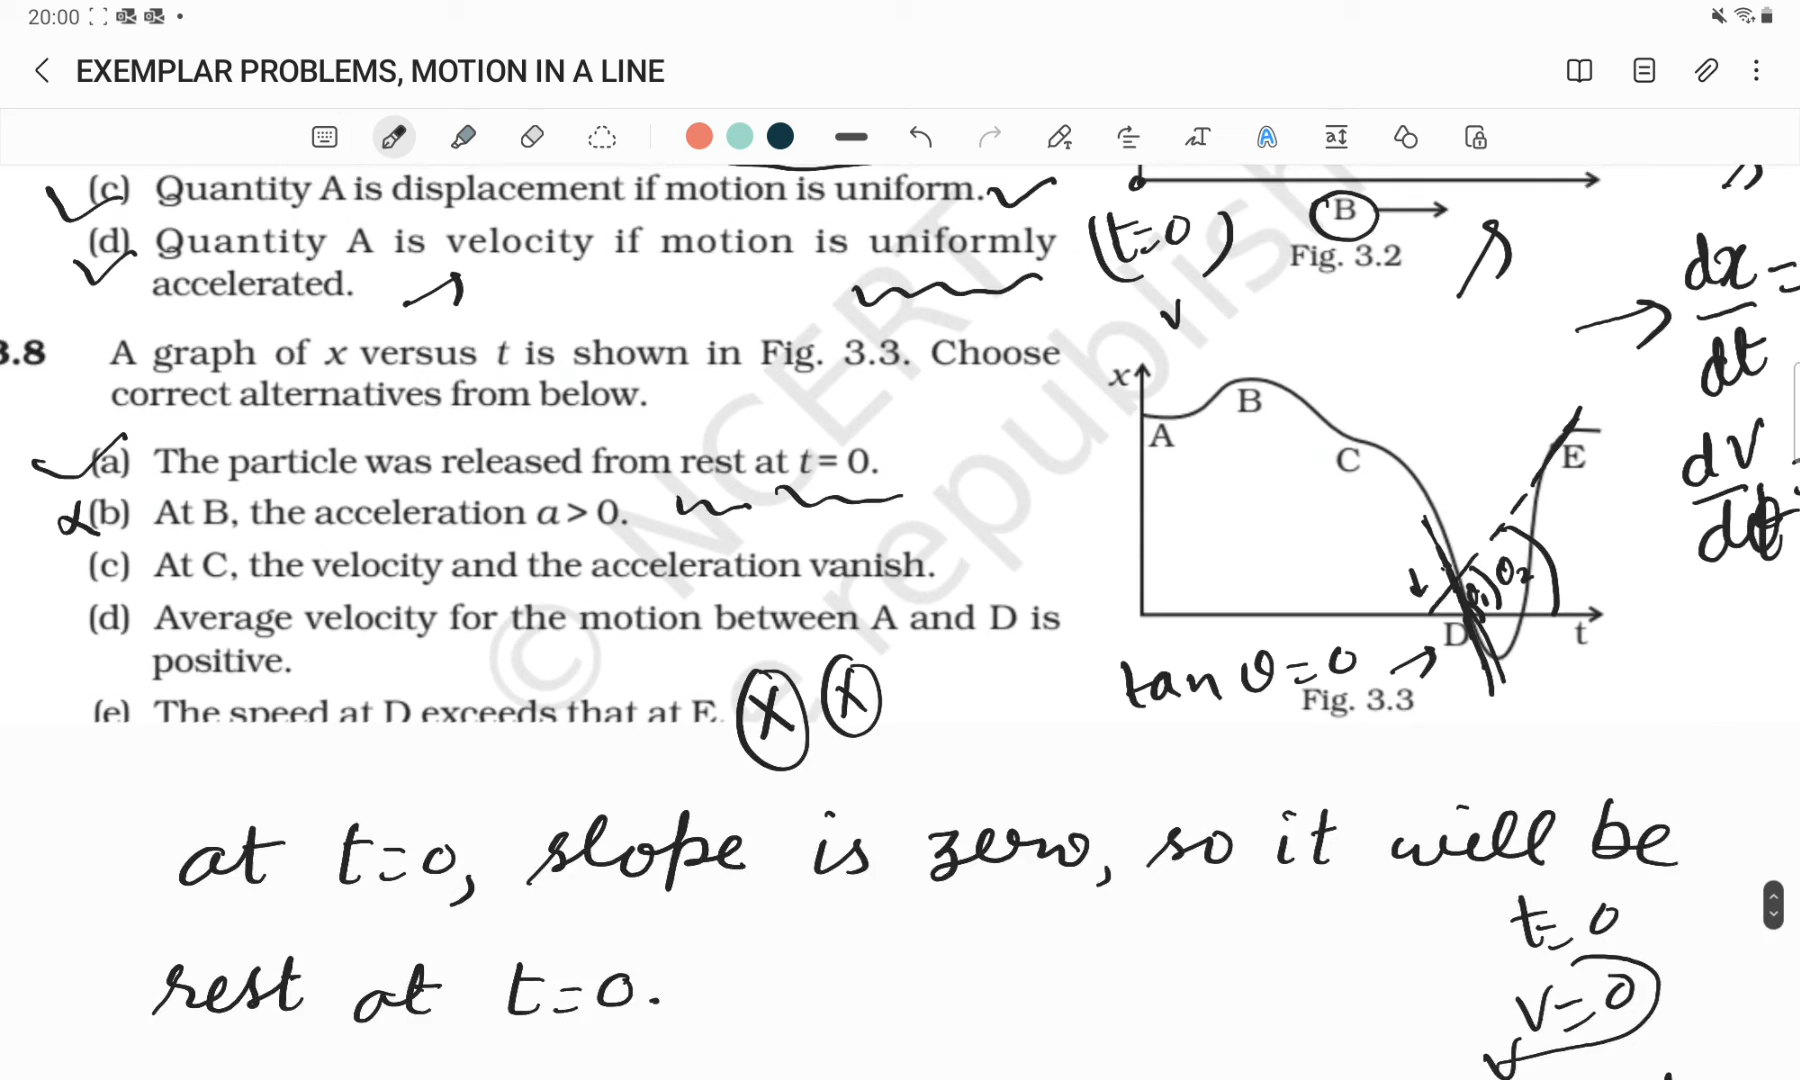 20:00
EXEMPLAR PROBLEMS, MOTION IN A LINE
(c) Quantity A is displacement if motion is uniform.
(d) Quantity A is velocity if motion is uniformly
accelerated.
(t=0)
B
Fig. 3.2
dx =
dt
dv
dt
3.8 A graph of x versus t is shown in Fig. 3.3. Choose
correct alternatives from below.
(a) The particle was released from rest at t = 0.
(b) At B, the acceleration a > 0.
(c) At C, the velocity and the acceleration vanish.
(d) Average velocity for the motion between A and D is
positive.
(e) The speed at D exceeds that at E.
x
A
B
C
D
E
t
θ1
θ2
tan θ=0
Fig. 3.3
© NCERT
republish
at t=0, slope is zero, so it will be
rest at t=0.
t=0
v=0